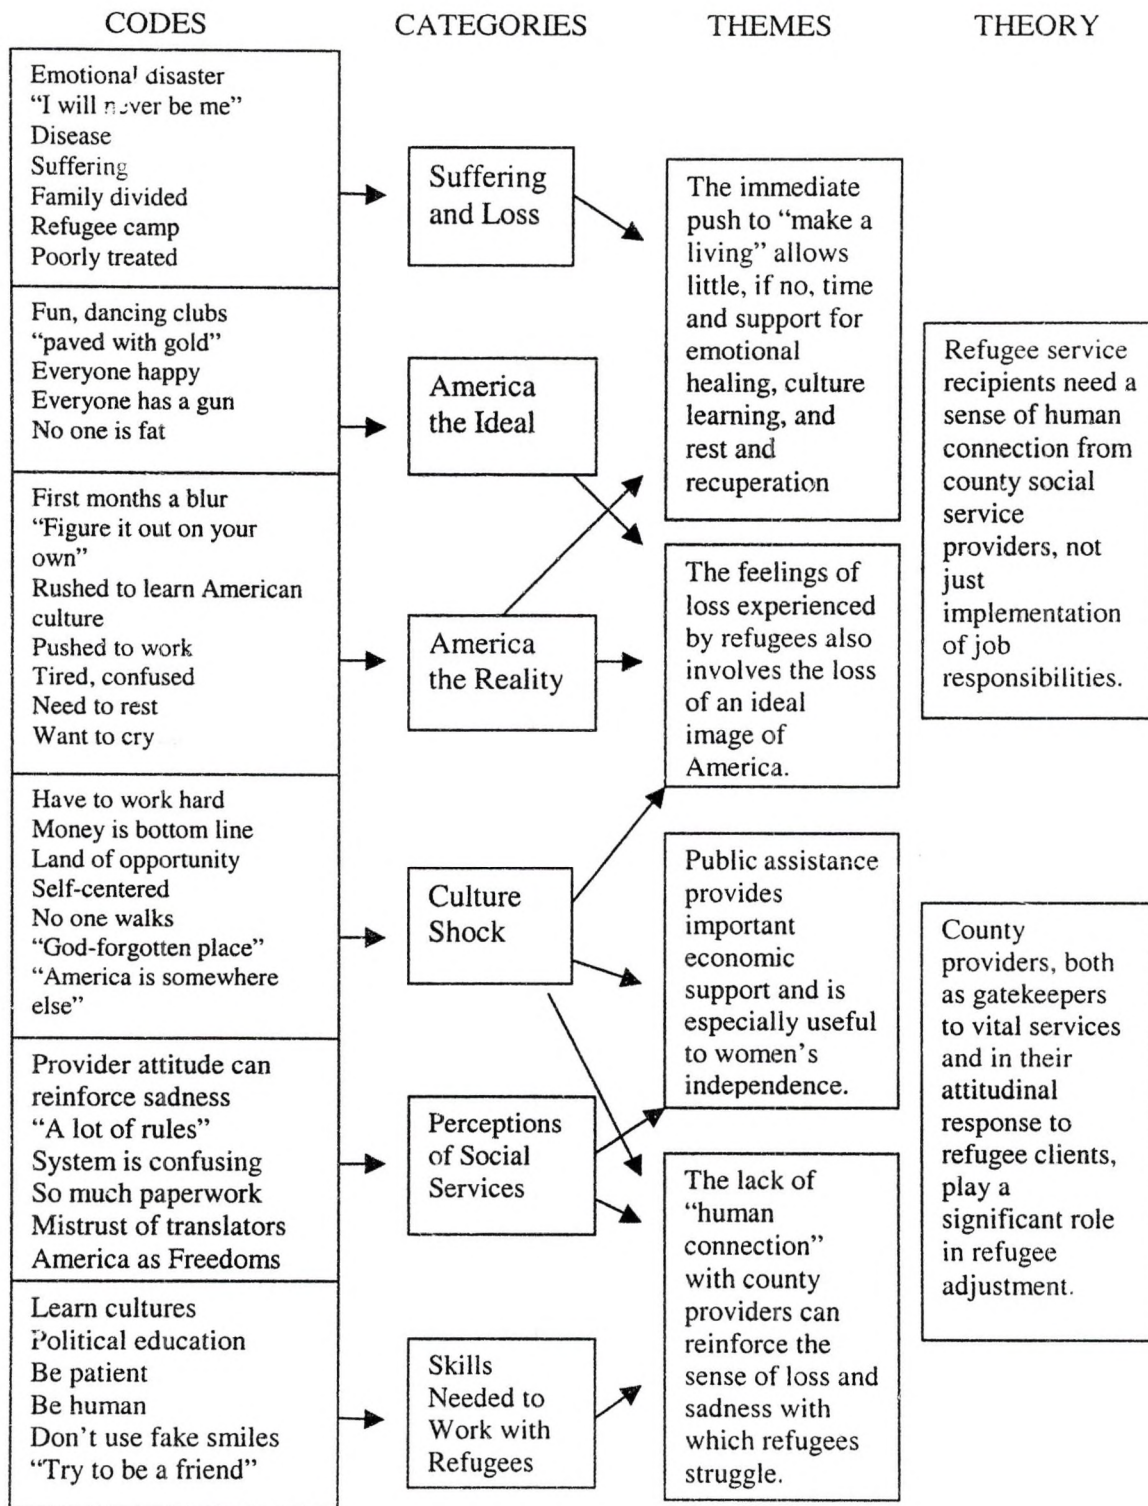 CODES
CATEGORIES
THEMES
THEORY
Emotional disaster
“I will never be me”
Disease
Suffering
Family divided
Refugee camp
Poorly treated
Fun, dancing clubs
“paved with gold”
Everyone happy
Everyone has a gun
No one is fat
First months a blur
“Figure it out on your
own”
Rushed to learn American
culture
Pushed to work
Tired, confused
Need to rest
Want to cry
Have to work hard
Money is bottom line
Land of opportunity
Self-centered
No one walks
“God-forgotten place”
“America is somewhere
else”
Provider attitude can
reinforce sadness
“A lot of rules”
System is confusing
So much paperwork
Mistrust of translators
America as Freedoms
Learn cultures
Political education
Be patient
Be human
Don’t use fake smiles
“Try to be a friend”
Suffering
and Loss
America
the Ideal
America
the Reality
Culture
Shock
Perceptions
of Social
Services
Skills
Needed to
Work with
Refugees
The immediate
push to “make a
living” allows
little, if no, time
and support for
emotional
healing, culture
learning, and
rest and
recuperation
The feelings of
loss experienced
by refugees also
involves the loss
of an ideal
image of
America.
Public assistance
provides
important
economic
support and is
especially useful
to women’s
independence.
The lack of
“human
connection”
with county
providers can
reinforce the
sense of loss and
sadness with
which refugees
struggle.
Refugee service
recipients need a
sense of human
connection from
county social
service
providers, not
just
implementation
of job
responsibilities.
County
providers, both
as gatekeepers
to vital services
and in their
attitudinal
response to
refugee clients,
play a
significant role
in refugee
adjustment.